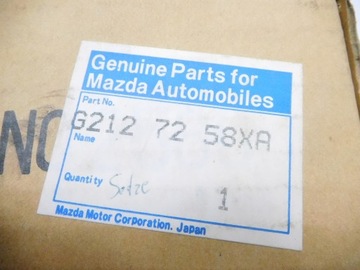 Genuine Parts for
Mazda Automobiles
Part No.
G212 72 58XA
Name
Quantity
1
Mazda Motor Corporation, Japan